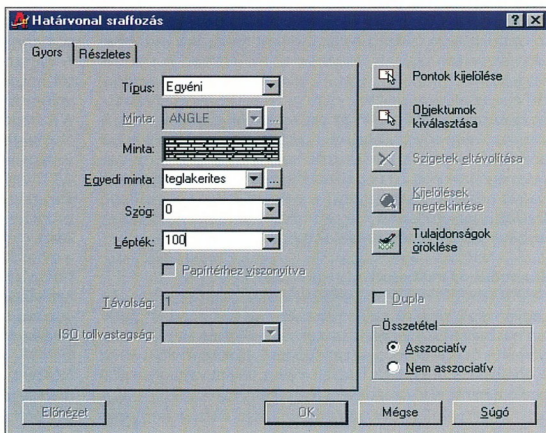 Határvonal sraffozás
Gyors
Részletes
Típus: Egyéni
Minta: ANGLE
Minta:
Egyedi minta: teglakerites
Szög: 0
Lépték: 100
Papírtérhez viszonyítva
Távolság: 1
ISO tollvastagság:
Pontok kijelölése
Objektumok
kiválasztása
Szigetek eltávolítása
Kijelölések
megtekintése
Tulajdonságok
öröklése
Dupla
Összetétel
Asszociatív
Nem asszociatív
Előnézet
OK
Mégse
Súgó